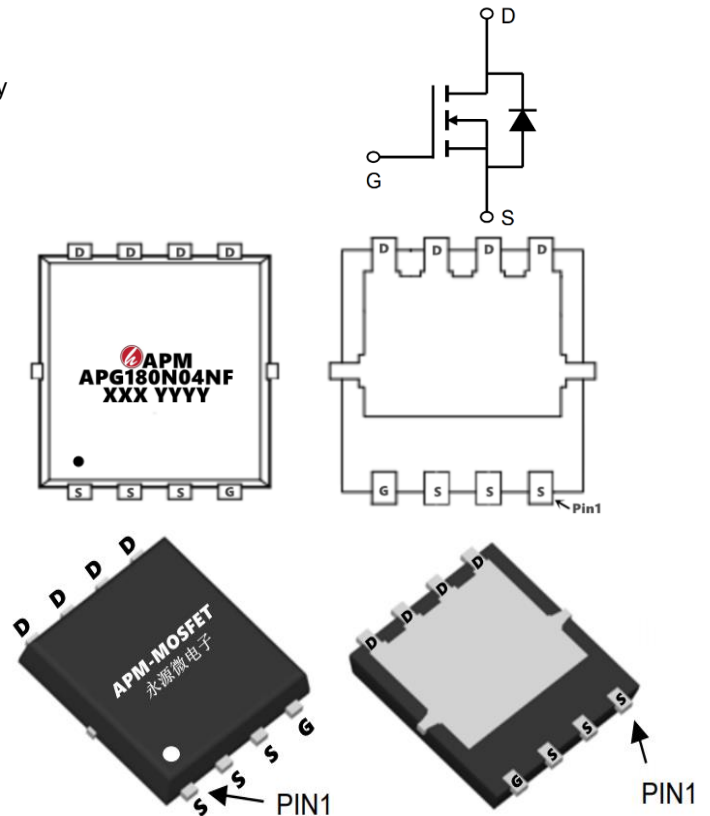 y
D
G
S
D D D D
APM
APG180N04NF
XXX YYYY
S S S G
D D D D
G S S S
Pin1
D D D D
APM-MOSFET
永源微电子
S S S G
PIN1
D D D D
G S S S
PIN1